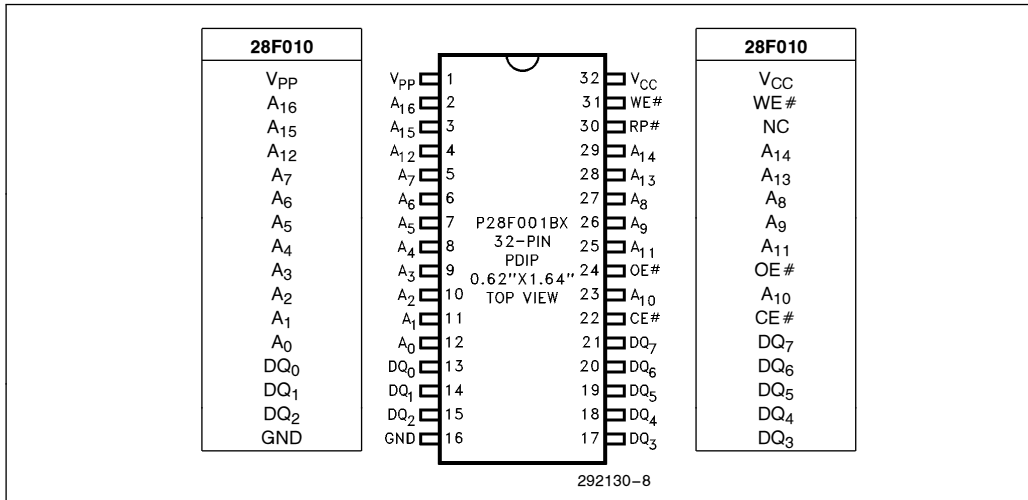 28F010
28F010
V_PP V_PP 1 32 V_CC V_CC
A_16 A_16 2 31 WE# WE#
A_15 A_15 3 30 RP# NC
A_12 A_12 4 29 A_14 A_14
A_7 A_7 5 28 A_13 A_13
A_6 A_6 6 27 A_8 A_8
A_5 A_5 7 P28F001BX 26 A_9 A_9
A_4 A_4 8 32-PIN 25 A_11 A_11
A_3 A_3 9 PDIP 24 OE# OE#
0.62"X1.64"
A_2 A_2 10 TOP VIEW 23 A_10 A_10
A_1 A_1 11 22 CE# CE#
A_0 A_0 12 21 DQ_7 DQ_7
DQ_0 DQ_0 13 20 DQ_6 DQ_6
DQ_1 DQ_1 14 19 DQ_5 DQ_5
DQ_2 DQ_2 15 18 DQ_4 DQ_4
GND GND 16 17 DQ_3 DQ_3
292130-8